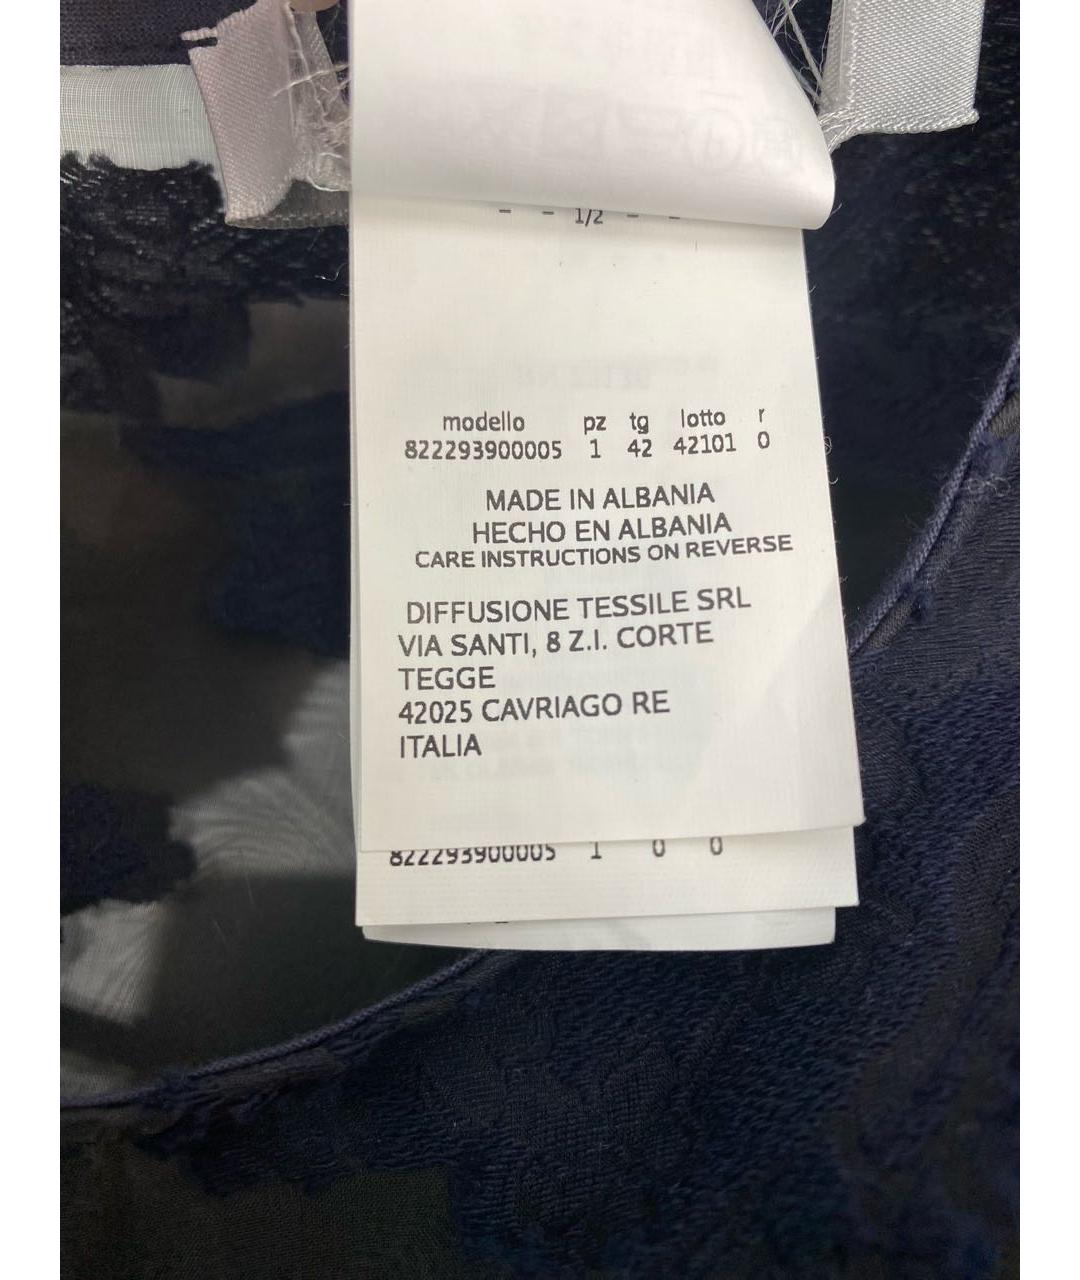 - - 1/2 - -
modello pz tg lotto r
822293900005 1 42 42101 0
MADE IN ALBANIA
HECHO EN ALBANIA
CARE INSTRUCTIONS ON REVERSE
DIFFUSIONE TESSILE SRL
VIA SANTI, 8 Z.I. CORTE
TEGGE
42025 CAVRIAGO RE
ITALIA
822293900005 1 0 0